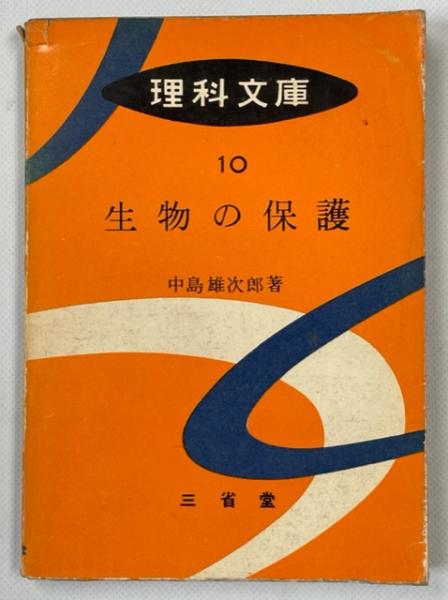 理科文庫
10
生物の保護
中島雄次郎著
三省堂